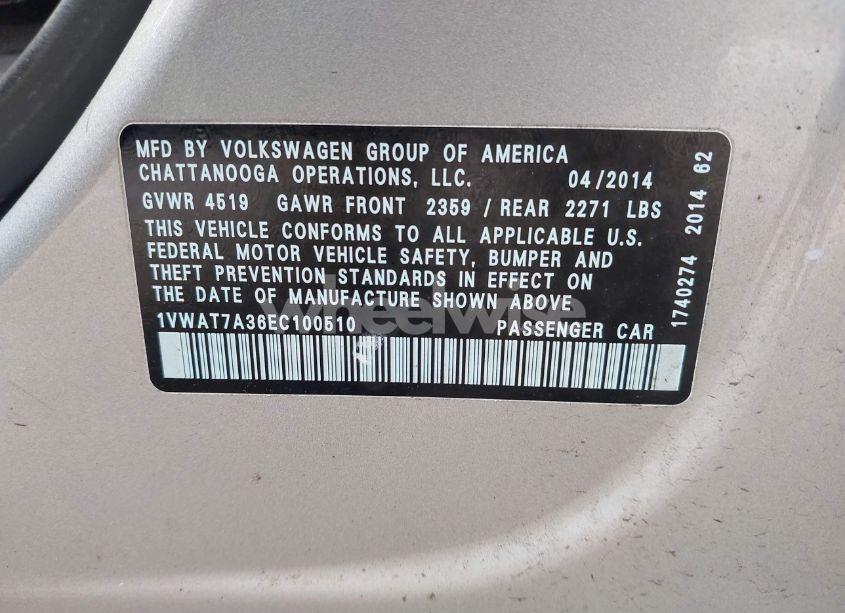 MFD BY VOLKSWAGEN GROUP OF AMERICA
CHATTANOOGA OPERATIONS, LLC. 04/2014
GVWR 4519 GAWR FRONT 2359 / REAR 2271 LBS
THIS VEHICLE CONFORMS TO ALL APPLICABLE U.S.
FEDERAL MOTOR VEHICLE SAFETY, BUMPER AND
THEFT PREVENTION STANDARDS IN EFFECT ON
THE DATE OF MANUFACTURE SHOWN ABOVE
1VWAT7A36EC100510 PASSENGER CAR
1740274 2014 62
wheelwise